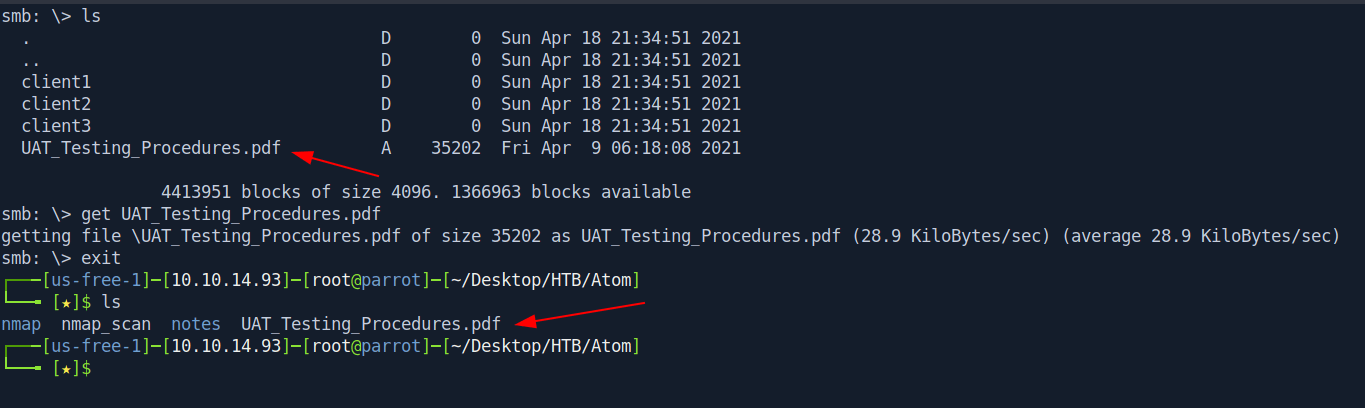 smb: \> ls
  .                                   D        0  Sun Apr 18 21:34:51 2021
  ..                                  D        0  Sun Apr 18 21:34:51 2021
  client1                             D        0  Sun Apr 18 21:34:51 2021
  client2                             D        0  Sun Apr 18 21:34:51 2021
  client3                             D        0  Sun Apr 18 21:34:51 2021
  UAT_Testing_Procedures.pdf          A    35202  Fri Apr  9 06:18:08 2021
                4413951 blocks of size 4096. 1366963 blocks available
smb: \> get UAT_Testing_Procedures.pdf
getting file \UAT_Testing_Procedures.pdf of size 35202 as UAT_Testing_Procedures.pdf (28.9 KiloBytes/sec) (average 28.9 KiloBytes/sec)
smb: \> exit
┌──╼[us-free-1]─[10.10.14.93]─[root@parrot]─[~/Desktop/HTB/Atom]
└──╼ [★]$ ls
nmap  nmap_scan  notes  UAT_Testing_Procedures.pdf
┌──╼[us-free-1]─[10.10.14.93]─[root@parrot]─[~/Desktop/HTB/Atom]
└──╼ [★]$